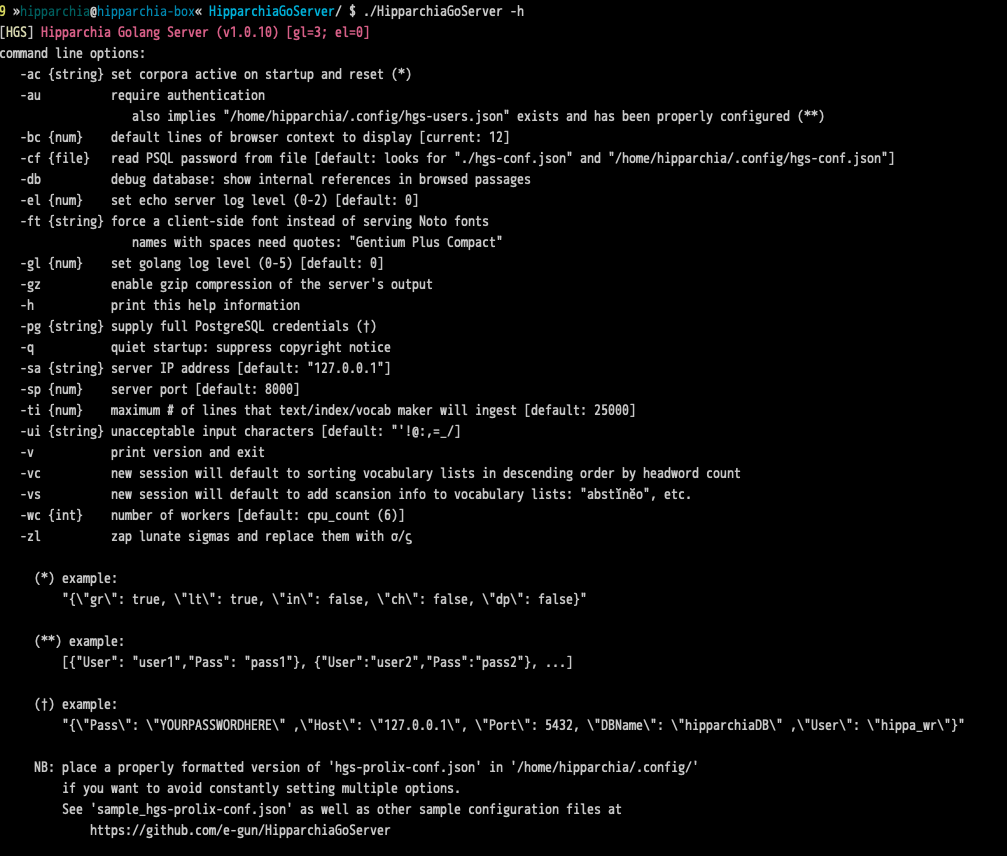 9 »hipparchia@hipparchia-box« HipparchiaGoServer/ $ ./HipparchiaGoServer -h
[HGS] Hipparchia Golang Server (v1.0.10) [gl=3; el=0]
command line options:
   -ac {string} set corpora active on startup and reset (*)
   -au          require authentication
                   also implies "/home/hipparchia/.config/hgs-users.json" exists and has been properly configured (**)
   -bc {num}    default lines of browser context to display [current: 12]
   -cf {file}   read PSQL password from file [default: looks for "./hgs-conf.json" and "/home/hipparchia/.config/hgs-conf.json"]
   -db          debug database: show internal references in browsed passages
   -el {num}    set echo server log level (0-2) [default: 0]
   -ft {string} force a client-side font instead of serving Noto fonts
                   names with spaces need quotes: "Gentium Plus Compact"
   -gl {num}    set golang log level (0-5) [default: 0]
   -gz          enable gzip compression of the server's output
   -h           print this help information
   -pg {string} supply full PostgreSQL credentials (†)
   -q           quiet startup: suppress copyright notice
   -sa {string} server IP address [default: "127.0.0.1"]
   -sp {num}    server port [default: 8000]
   -ti {num}    maximum # of lines that text/index/vocab maker will ingest [default: 25000]
   -ui {string} unacceptable input characters [default: "'!@:,=_/]
   -v           print version and exit
   -vc          new session will default to sorting vocabulary lists in descending order by headword count
   -vs          new session will default to add scansion info to vocabulary lists: "abstĭnĕo", etc.
   -wc {int}    number of workers [default: cpu_count (6)]
   -zl          zap lunate sigmas and replace them with σ/ς
     (*) example:
         "{\"gr\": true, \"lt\": true, \"in\": false, \"ch\": false, \"dp\": false}"
     (**) example:
         [{"User": "user1","Pass": "pass1"}, {"User":"user2","Pass":"pass2"}, ...]
     (†) example:
         "{\"Pass\": \"YOURPASSWORDHERE\" ,\"Host\": \"127.0.0.1\", \"Port\": 5432, \"DBName\": \"hipparchiaDB\" ,\"User\": \"hippa_wr\"}"
     NB: place a properly formatted version of 'hgs-prolix-conf.json' in '/home/hipparchia/.config/'
         if you want to avoid constantly setting multiple options.
         See 'sample_hgs-prolix-conf.json' as well as other sample configuration files at
             https://github.com/e-gun/HipparchiaGoServer